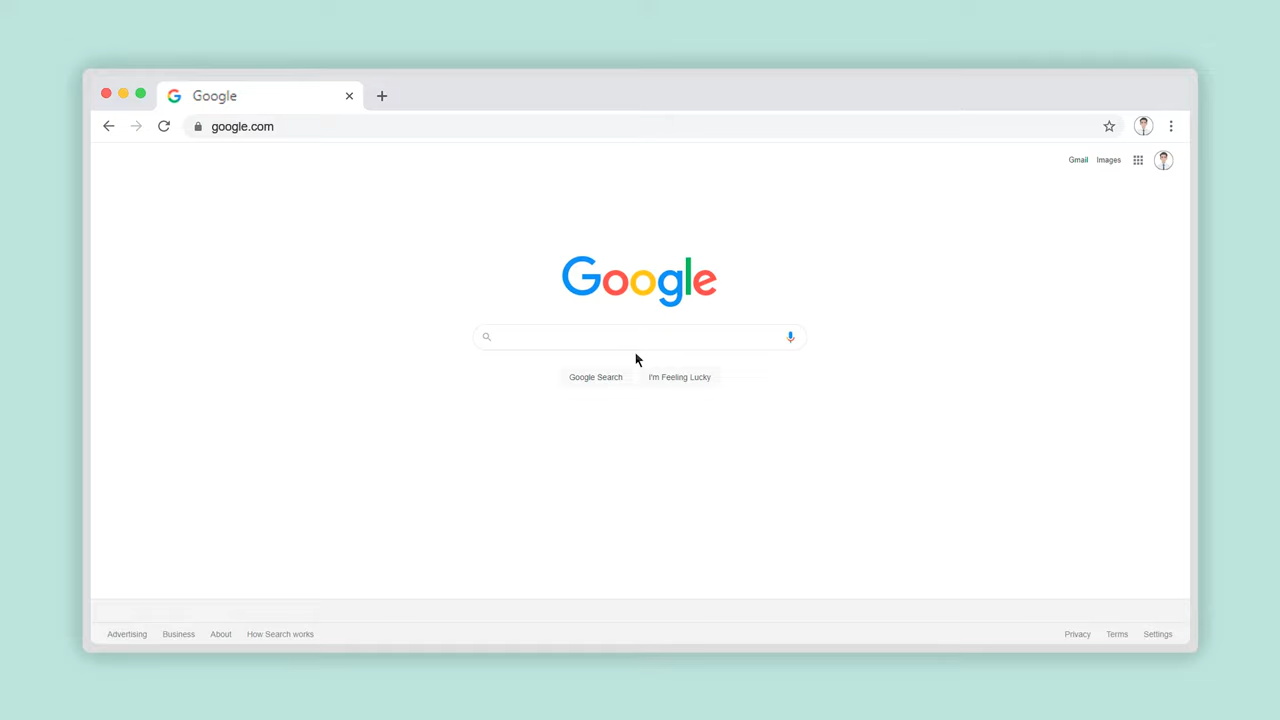 Google
google.com
Gmail Images
Google
Google Search I'm Feeling Lucky
Advertising Business About How Search works Privacy Terms Settings